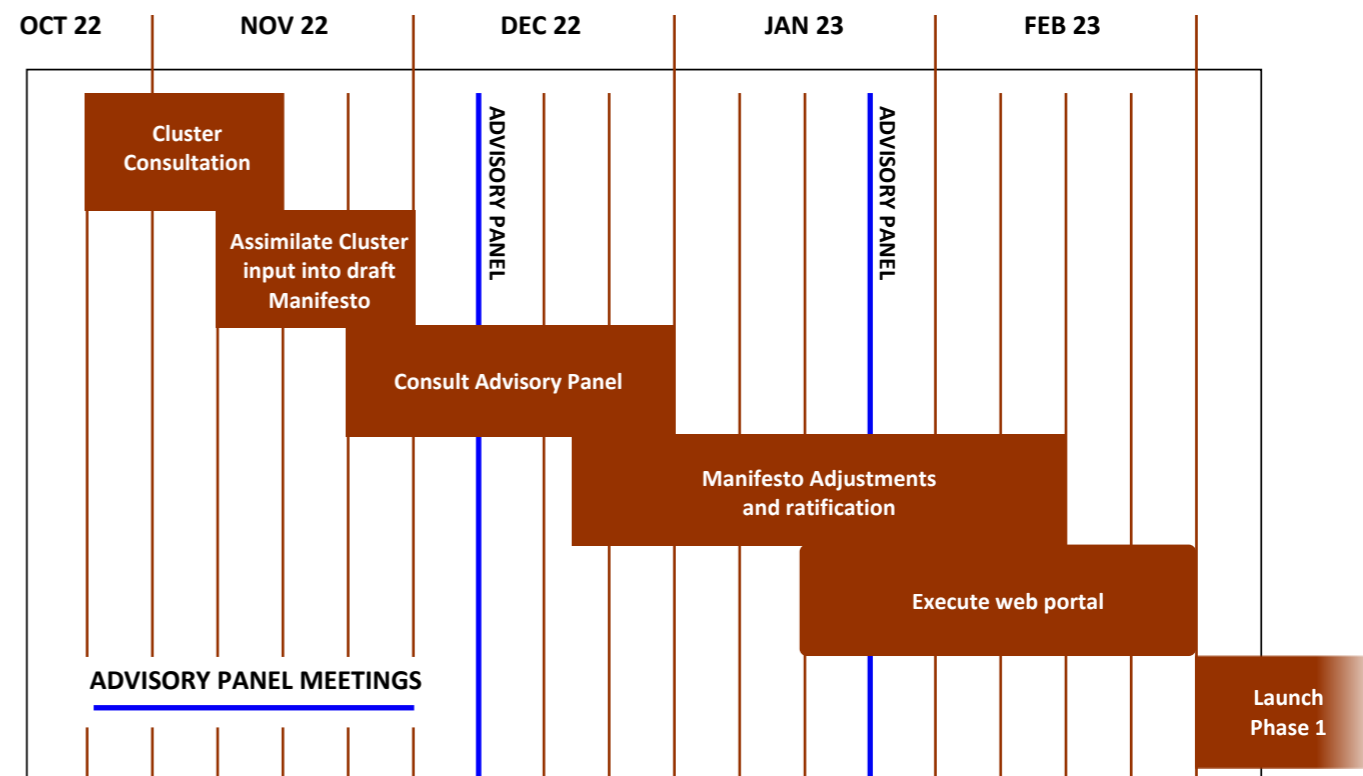 OCT 22
NOV 22
DEC 22
JAN 23
FEB 23
Cluster
Consultation
ADVISORY PANEL
ADVISORY PANEL
Assimilate Cluster
input into draft
Manifesto
Consult Advisory Panel
Manifesto Adjustments
and ratification
Execute web portal
ADVISORY PANEL MEETINGS
Launch
Phase 1